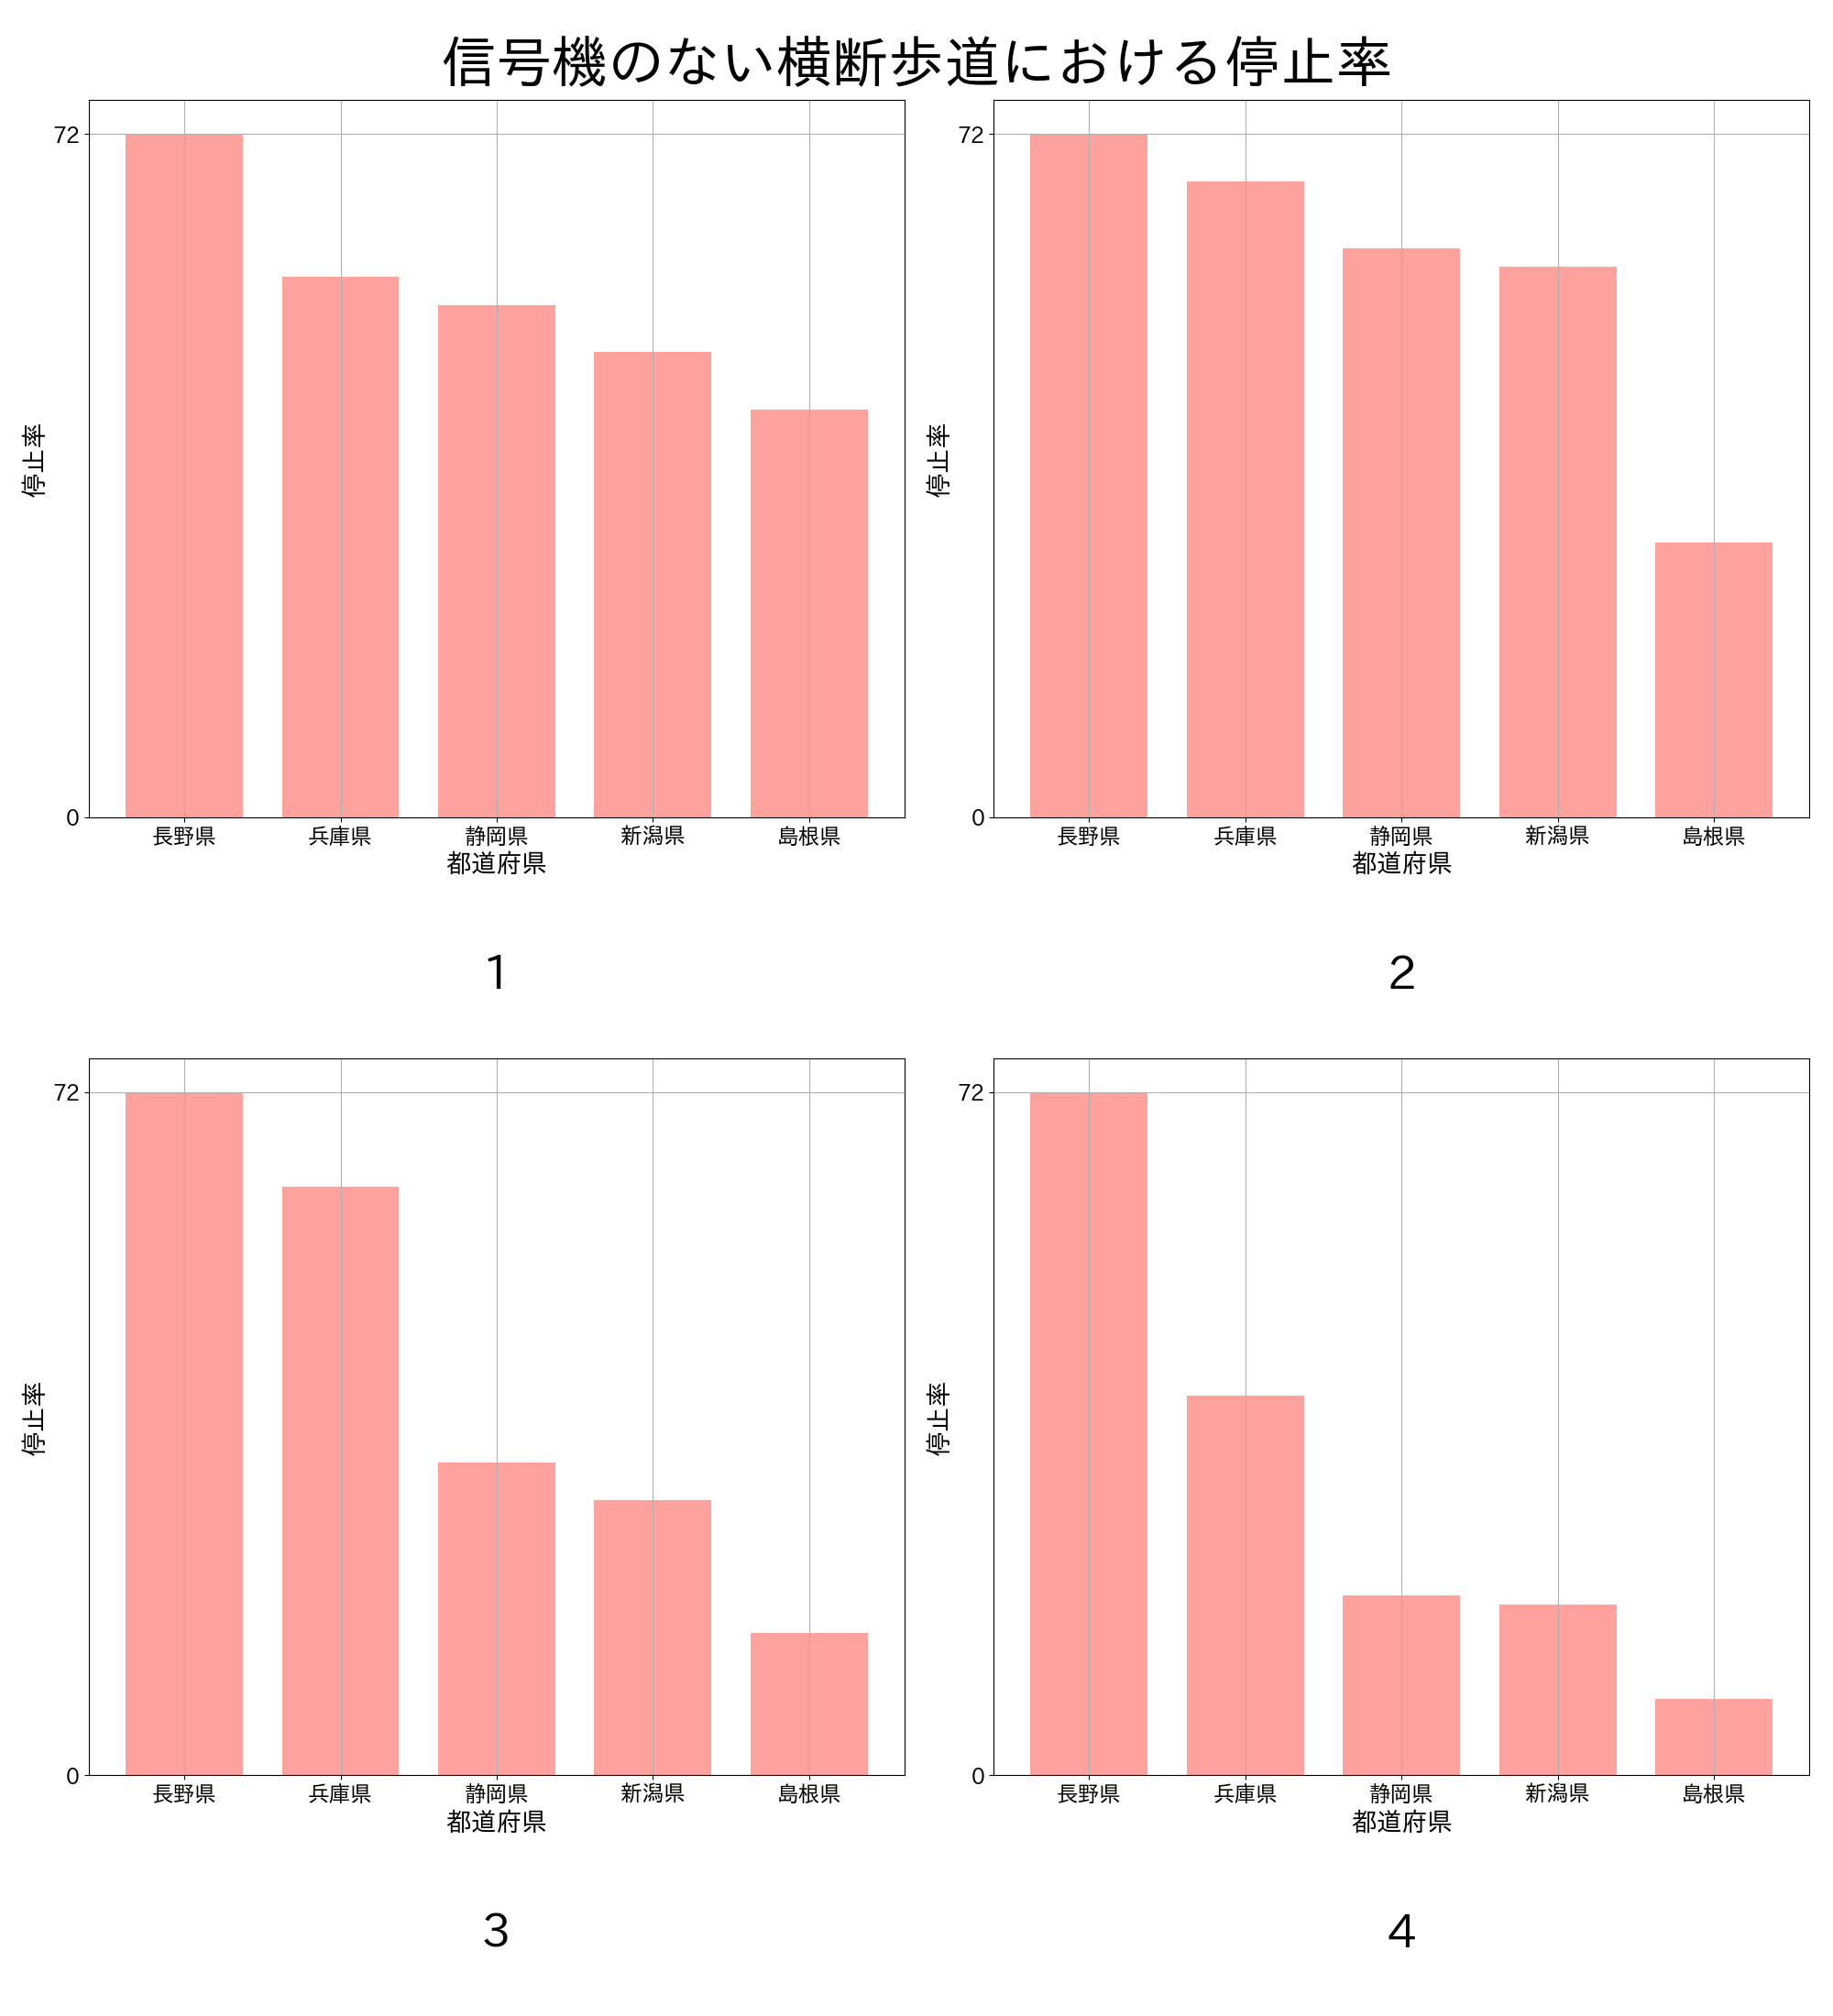 信号機のない横断歩道における停止率
72
停止率
0
長野県 兵庫県 静岡県 新潟県 島根県
都道府県
1
72
停止率
0
長野県 兵庫県 静岡県 新潟県 島根県
都道府県
2
72
停止率
0
長野県 兵庫県 静岡県 新潟県 島根県
都道府県
3
72
停止率
0
長野県 兵庫県 静岡県 新潟県 島根県
都道府県
4